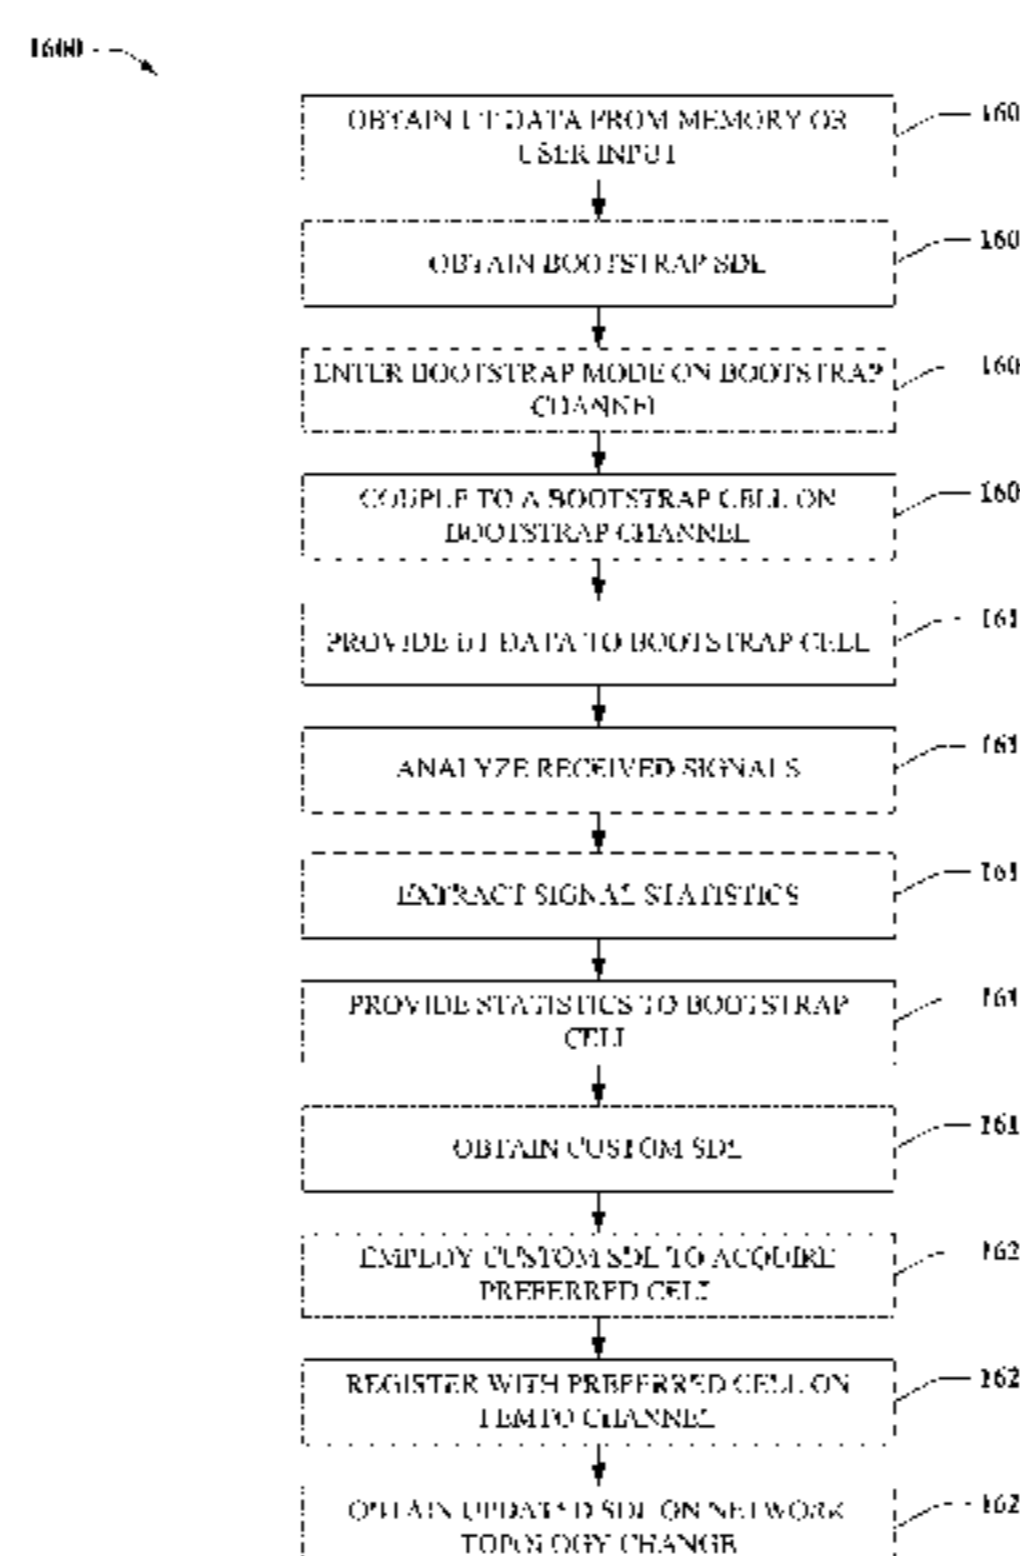 1600
OBTAIN UT DATA FROM MEMORY OR
USER INPUT
160
OBTAIN BOOTSTRAP SDL
160
ENTER BOOTSTRAP MODE ON BOOTSTRAP
CHANNEL
160
COUPLE TO A BOOTSTRAP CELL ON
BOOTSTRAP CHANNEL
160
PROVIDE UT DATA TO BOOTSTRAP CELL
161
ANALYZE RECEIVED SIGNALS
161
EXTRACT SIGNAL STATISTICS
161
PROVIDE STATISTICS TO BOOTSTRAP
CELL
161
OBTAIN CUSTOM SDL
161
EMPLOY CUSTOM SDL TO ACQUIRE
PREFERRED CELL
162
REGISTER WITH PREFERRED CELL ON
FEMTO CHANNEL
162
OBTAIN UPDATED SDL ON NETWORK
TOPOLOGY CHANGE
162